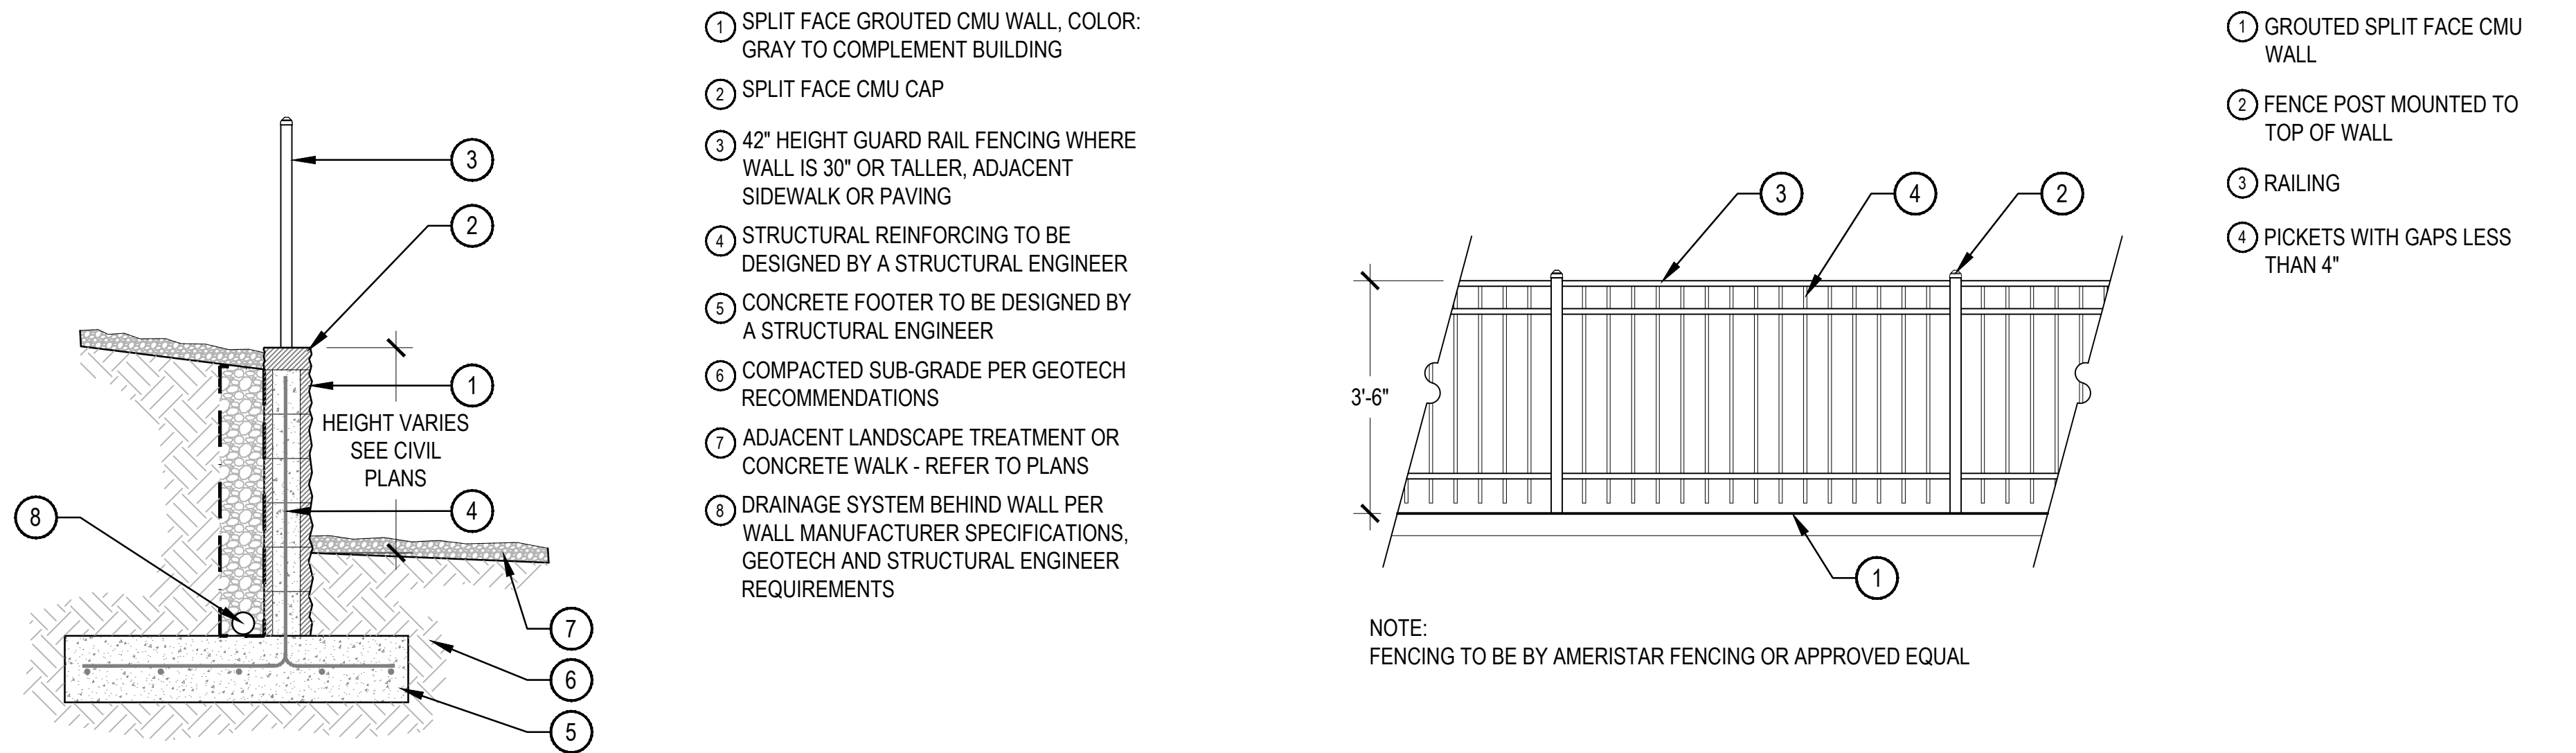 1 SPLIT FACE GROUTED CMU WALL, COLOR:
GRAY TO COMPLEMENT BUILDING
2 SPLIT FACE CMU CAP
3 42" HEIGHT GUARD RAIL FENCING WHERE
WALL IS 30" OR TALLER, ADJACENT
SIDEWALK OR PAVING
4 STRUCTURAL REINFORCING TO BE
DESIGNED BY A STRUCTURAL ENGINEER
5 CONCRETE FOOTER TO BE DESIGNED BY
A STRUCTURAL ENGINEER
6 COMPACTED SUB-GRADE PER GEOTECH
RECOMMENDATIONS
7 ADJACENT LANDSCAPE TREATMENT OR
CONCRETE WALK - REFER TO PLANS
8 DRAINAGE SYSTEM BEHIND WALL PER
WALL MANUFACTURER SPECIFICATIONS,
GEOTECH AND STRUCTURAL ENGINEER
REQUIREMENTS
3
2
1
HEIGHT VARIES
SEE CIVIL
PLANS
4
8
7
6
5
3
4
2
3'-6"
1
NOTE:
FENCING TO BE BY AMERISTAR FENCING OR APPROVED EQUAL
1 GROUTED SPLIT FACE CMU
WALL
2 FENCE POST MOUNTED TO
TOP OF WALL
3 RAILING
4 PICKETS WITH GAPS LESS
THAN 4"